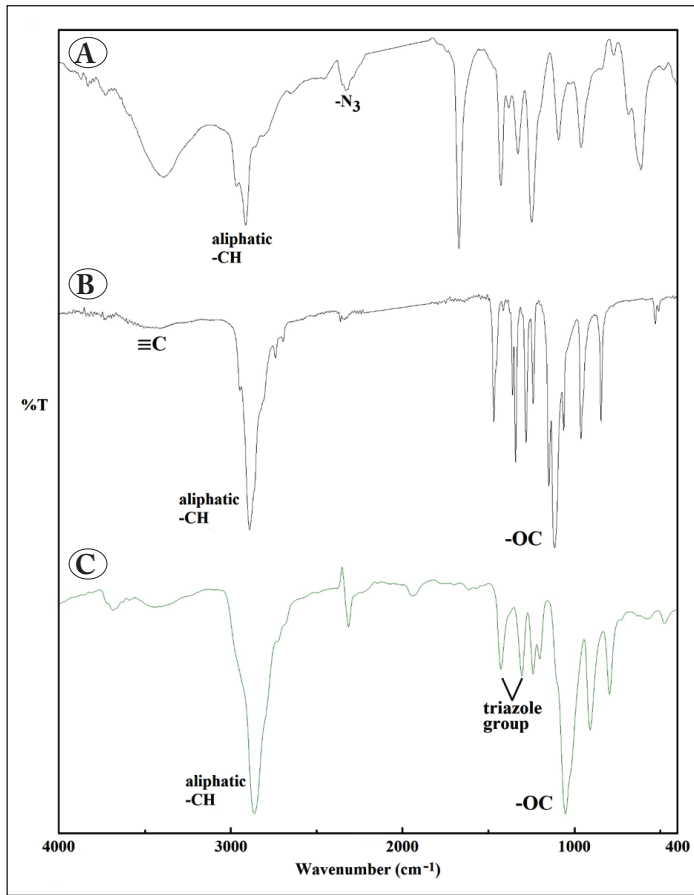 A
-N3
aliphatic
-CH
B
≡C
%T
aliphatic
-CH
-OC
C
triazole
group
aliphatic
-CH
-OC
4000 3000 2000 1000 400
Wavenumber (cm-1)